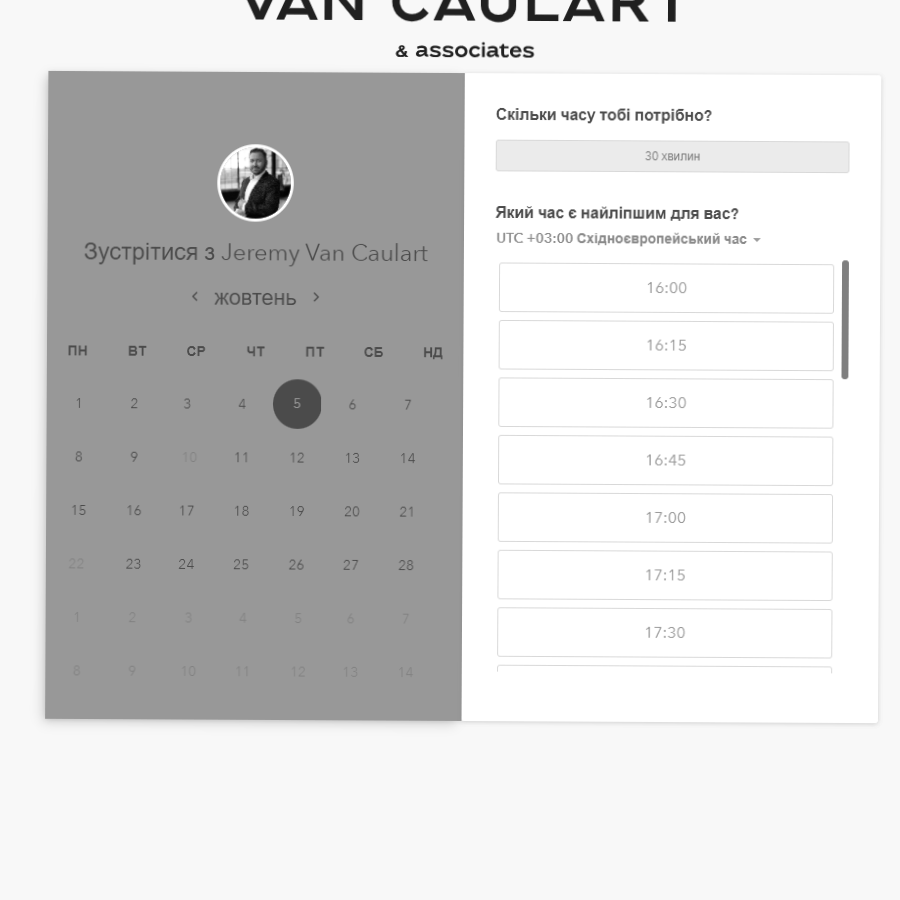 VAN CAULART
& associates
Зустрітися з Jeremy Van Caulart
жовтень
ПН ВТ СР ЧТ ПТ СБ НД
1 2 3 4 5 6 7
8 9 10 11 12 13 14
15 16 17 18 19 20 21
22 23 24 25 26 27 28
1 2 3 4 5 6 7
8 9 10 11 12 13 14
Скільки часу тобі потрібно?
30 хвилин
Який час є найліпшим для вас?
UTC +03:00 Східноєвропейський час
16:00
16:15
16:30
16:45
17:00
17:15
17:30